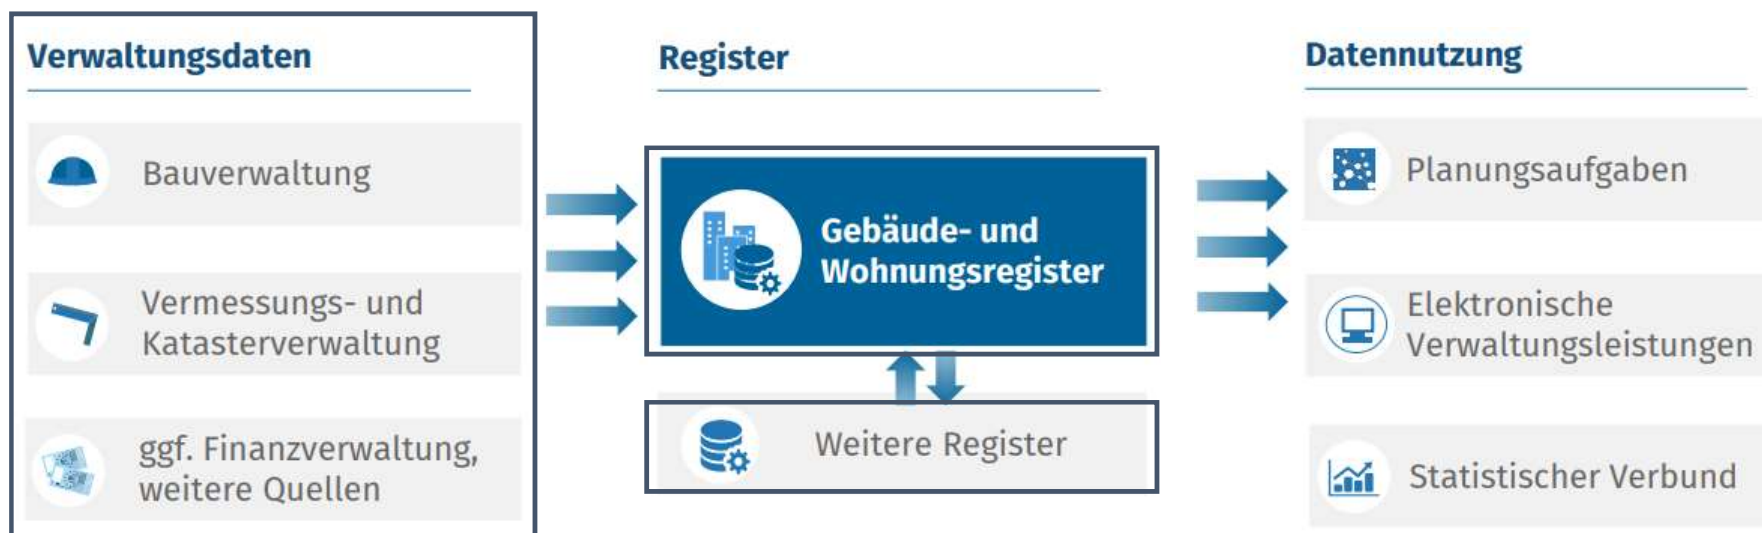 Verwaltungsdaten
Bauverwaltung
Vermessungs- und
Katasterverwaltung
ggf. Finanzverwaltung,
weitere Quellen
Register
Gebäude- und
Wohnungsregister
Weitere Register
Datennutzung
Planungsaufgaben
Elektronische
Verwaltungsleistungen
Statistischer Verbund